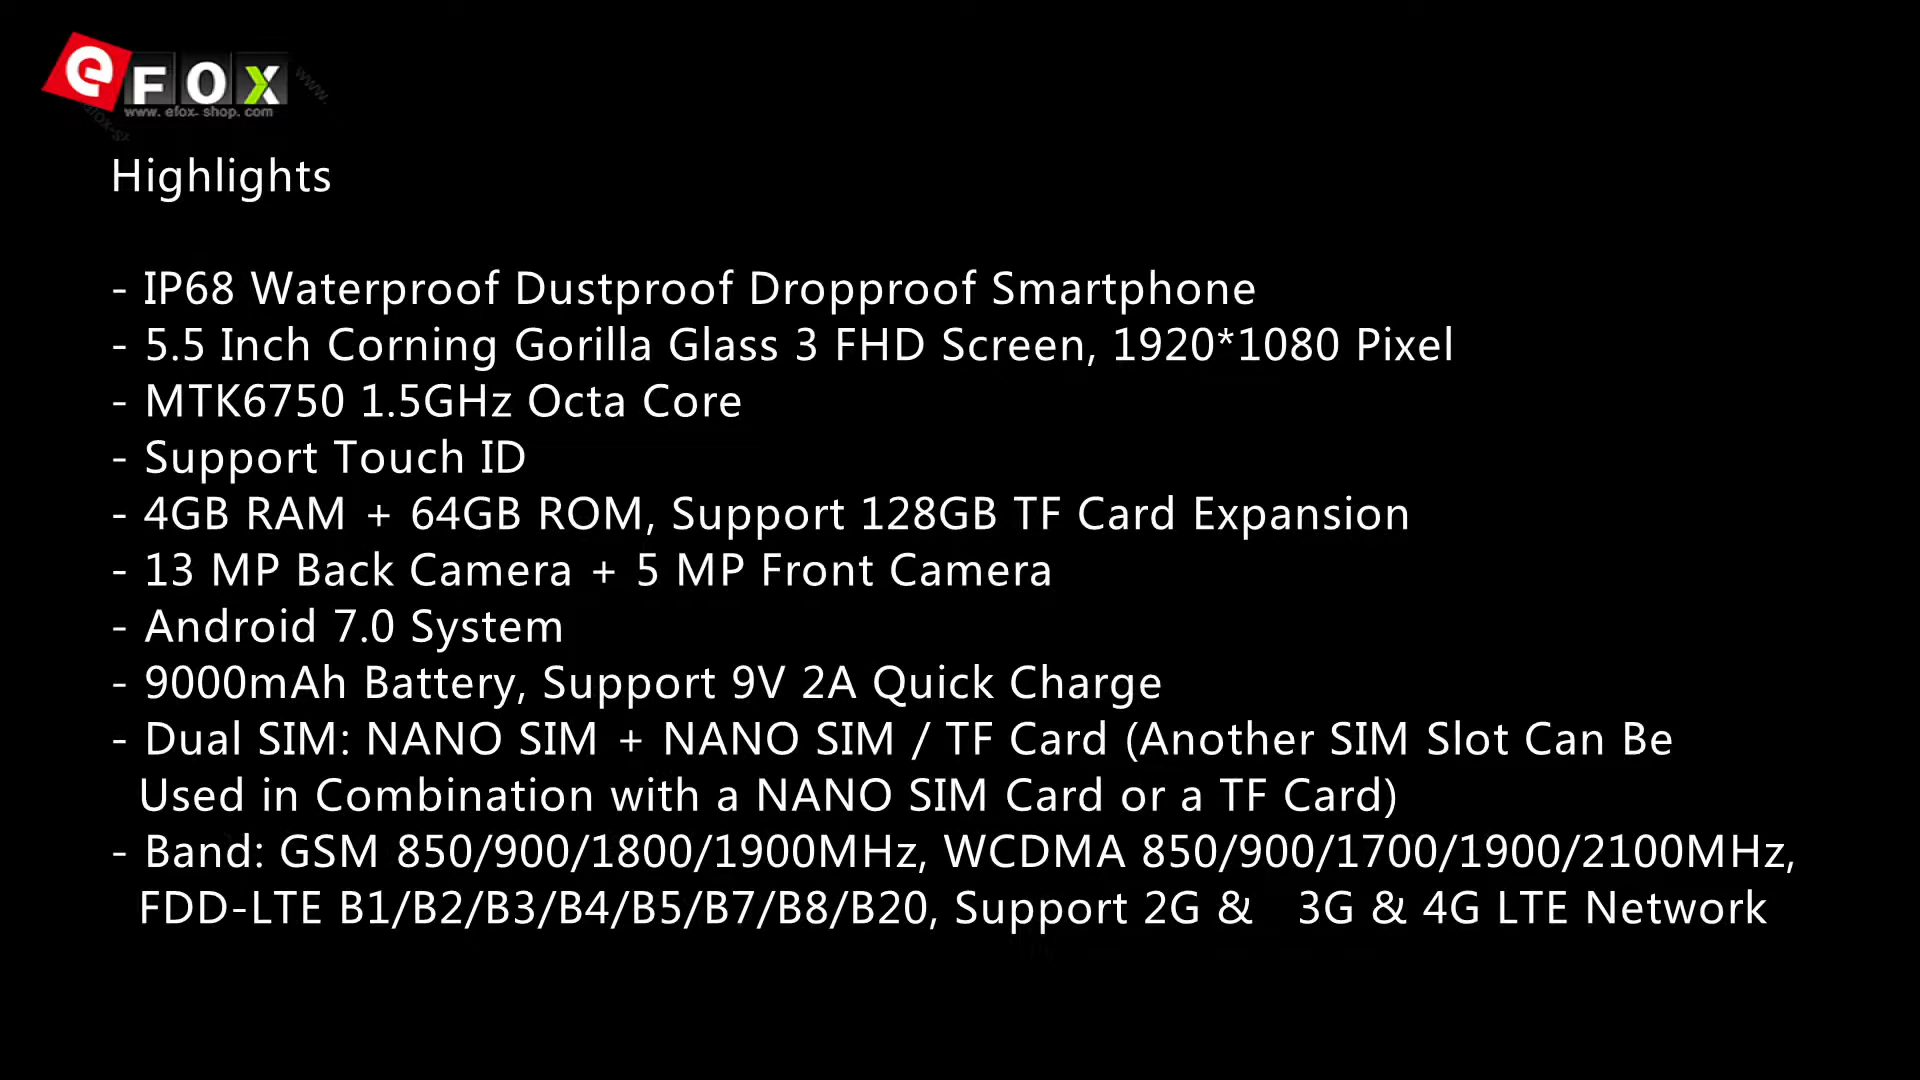 eFOX
www. efox- shop. com
Highlights
- IP68 Waterproof Dustproof Dropproof Smartphone
- 5.5 Inch Corning Gorilla Glass 3 FHD Screen, 1920*1080 Pixel
- MTK6750 1.5GHz Octa Core
- Support Touch ID
- 4GB RAM + 64GB ROM, Support 128GB TF Card Expansion
- 13 MP Back Camera + 5 MP Front Camera
- Android 7.0 System
- 9000mAh Battery, Support 9V 2A Quick Charge
- Dual SIM: NANO SIM + NANO SIM / TF Card (Another SIM Slot Can Be
Used in Combination with a NANO SIM Card or a TF Card)
- Band: GSM 850/900/1800/1900MHz, WCDMA 850/900/1700/1900/2100MHz,
FDD-LTE B1/B2/B3/B4/B5/B7/B8/B20, Support 2G & 3G & 4G LTE Network